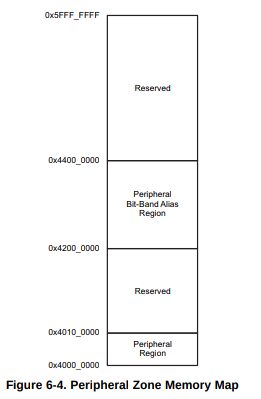 0x5FFF_FFFF
Reserved
0x4400_0000
Peripheral
Bit-Band Alias
Region
0x4200_0000
Reserved
0x4010_0000
Peripheral
Region
0x4000_0000
Figure 6-4. Peripheral Zone Memory Map